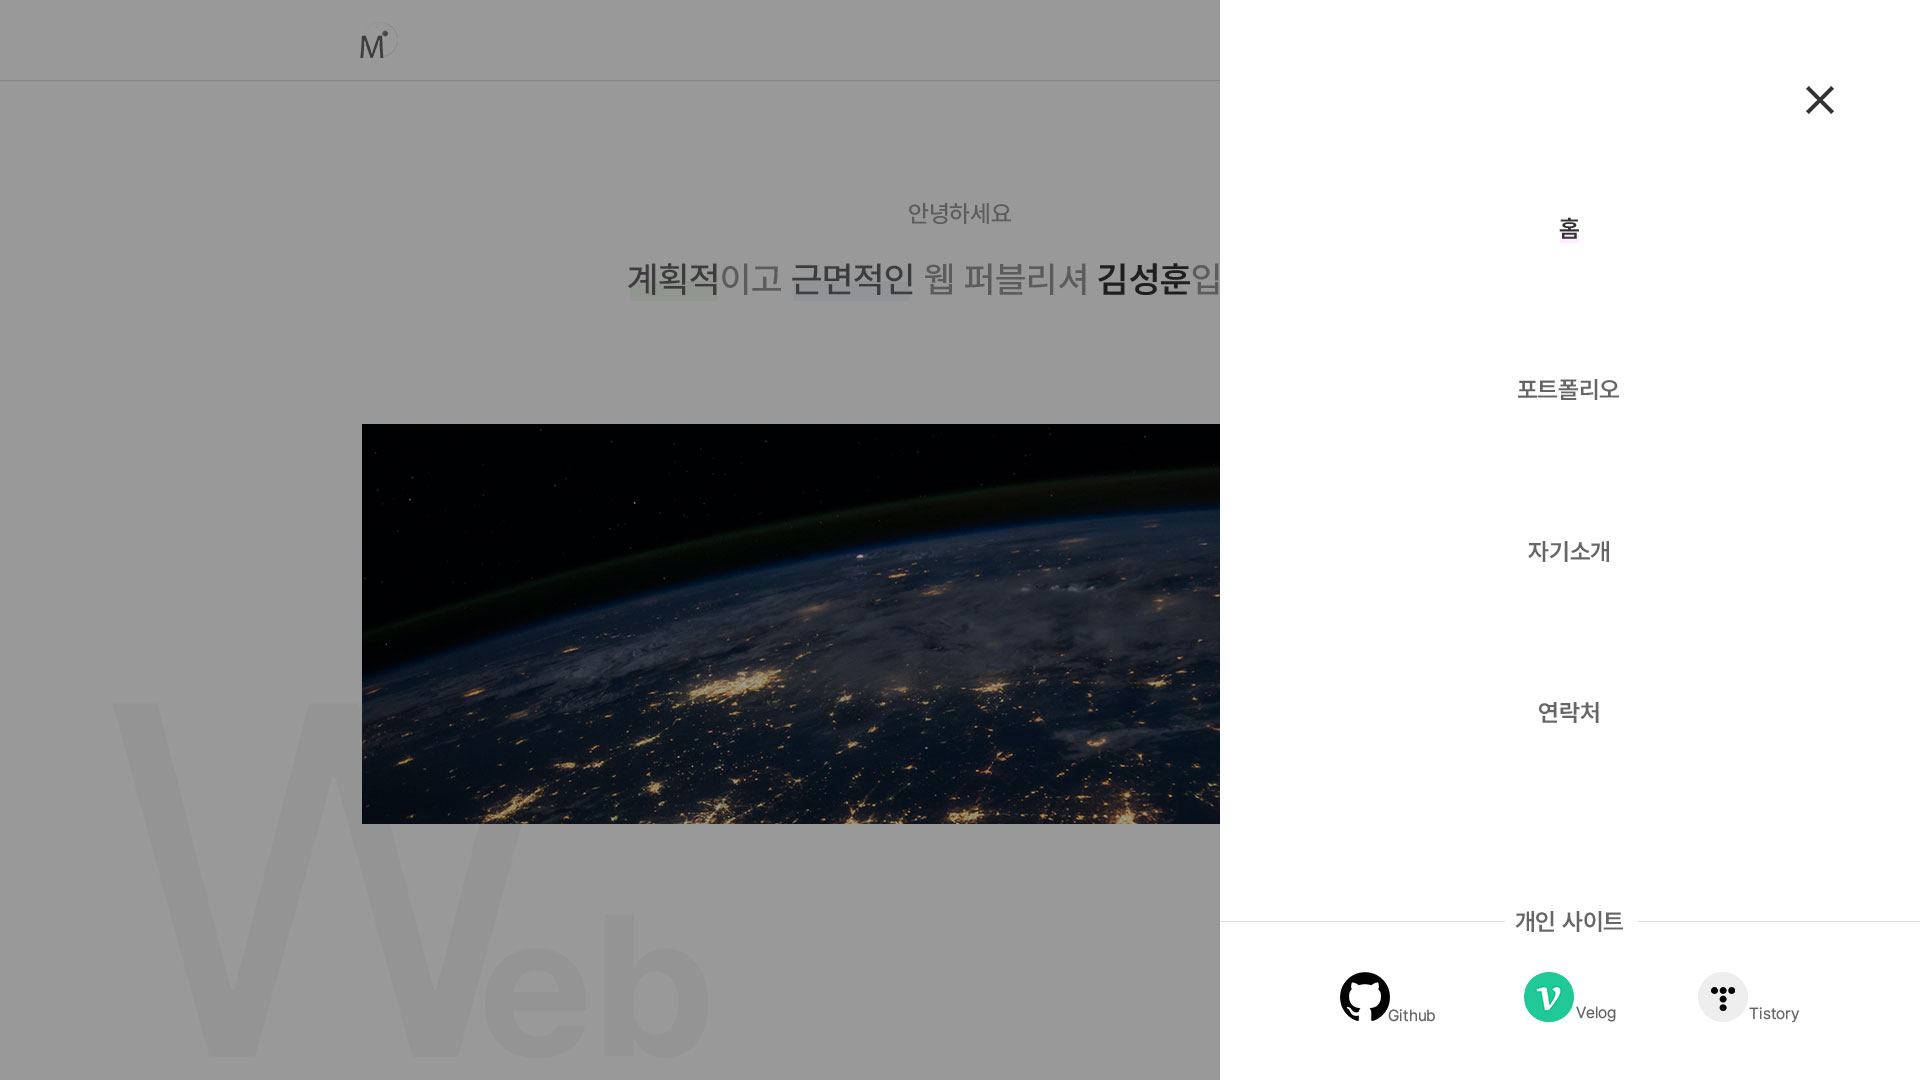 M
안녕하세요
계획적이고 근면적인 웹 퍼블리셔 김성훈입
Web
홈
포트폴리오
자기소개
연락처
개인 사이트
Github
Velog
Tistory